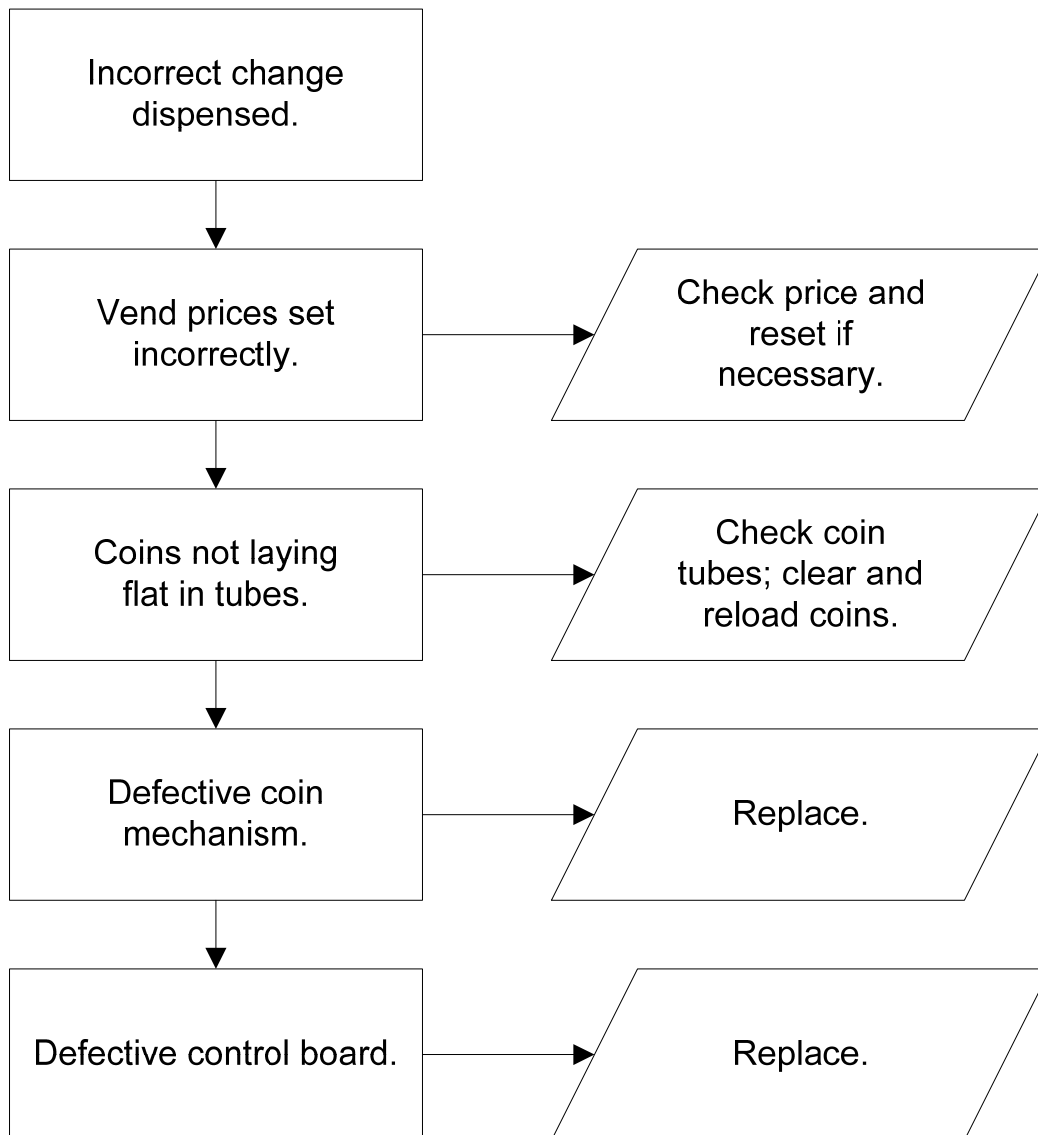 Incorrect change
dispensed.
Vend prices set
incorrectly.
Check price and
reset if
necessary.
Coins not laying
flat in tubes.
Check coin
tubes; clear and
reload coins.
Defective coin
mechanism.
Replace.
Defective control board.
Replace.